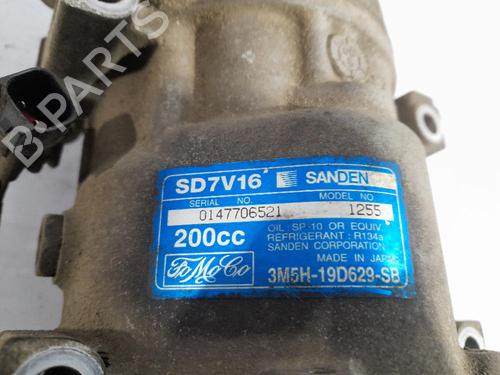 B-PARTS
SD7V16 SANDEN
SERIAL NO. MODEL NO.
0147706521 1255
200cc
OIL : SP-10 OR EQUIV
REFRIGERANT : R134a
SANDEN CORPORATION
MADE IN JAPAN
FoMoCo
3M5H-19D629-SB